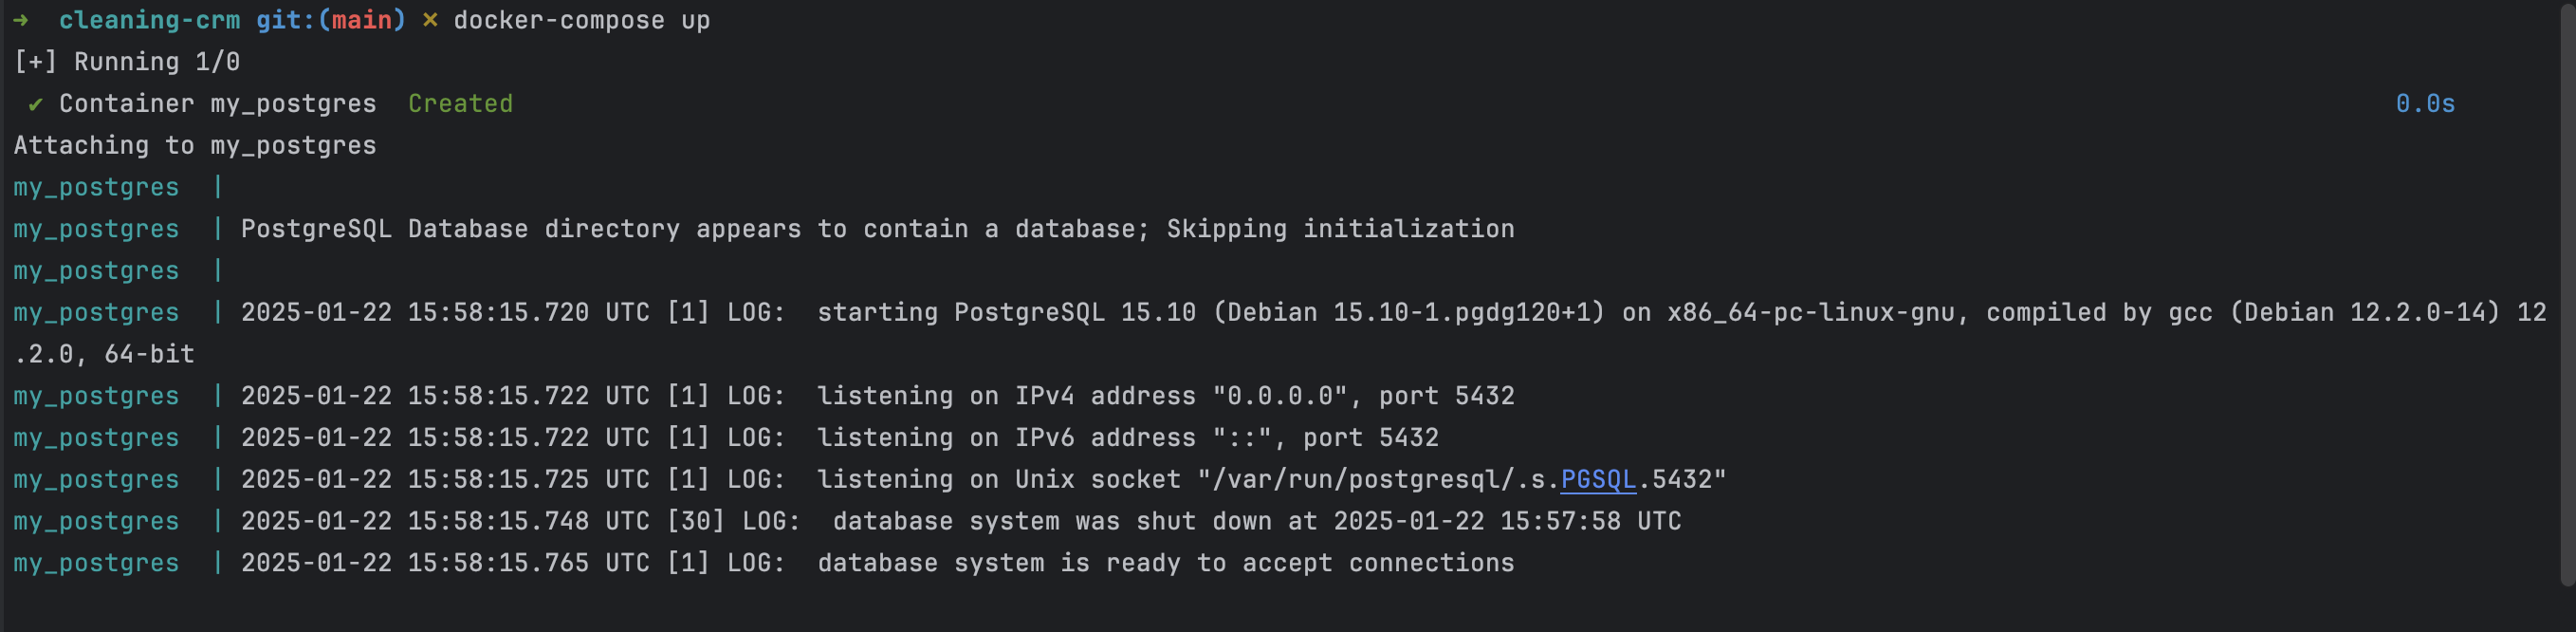 ➜  cleaning-crm git:(main) ✗ docker-compose up
[+] Running 1/0
 ✔ Container my_postgres  Created 0.0s
Attaching to my_postgres
my_postgres  |
my_postgres  | PostgreSQL Database directory appears to contain a database; Skipping initialization
my_postgres  |
my_postgres  | 2025-01-22 15:58:15.720 UTC [1] LOG:  starting PostgreSQL 15.10 (Debian 15.10-1.pgdg120+1) on x86_64-pc-linux-gnu, compiled by gcc (Debian 12.2.0-14) 12
.2.0, 64-bit
my_postgres  | 2025-01-22 15:58:15.722 UTC [1] LOG:  listening on IPv4 address "0.0.0.0", port 5432
my_postgres  | 2025-01-22 15:58:15.722 UTC [1] LOG:  listening on IPv6 address "::", port 5432
my_postgres  | 2025-01-22 15:58:15.725 UTC [1] LOG:  listening on Unix socket "/var/run/postgresql/.s.PGSQL.5432"
my_postgres  | 2025-01-22 15:58:15.748 UTC [30] LOG:  database system was shut down at 2025-01-22 15:57:58 UTC
my_postgres  | 2025-01-22 15:58:15.765 UTC [1] LOG:  database system is ready to accept connections